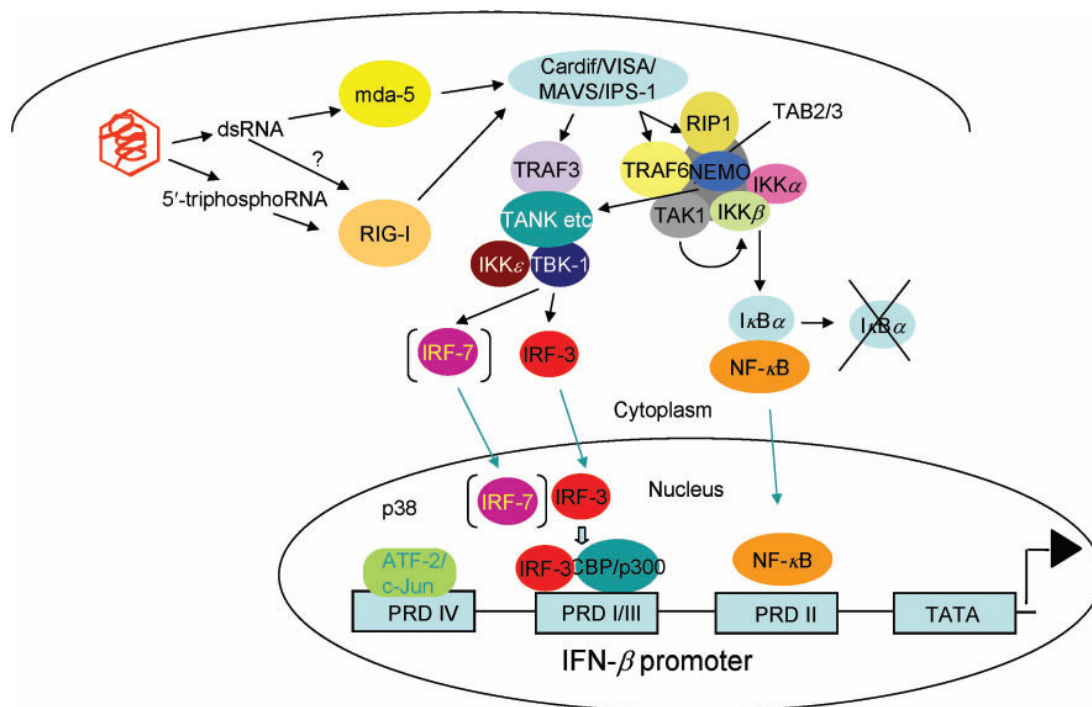 Cardif/VISA/
MAVS/IPS-1
mda-5
RIP1
TAB2/3
dsRNA
?
TRAF3
TRAF6
NEMO
IKKα
5′-triphosphoRNA
TANK etc
TAK1
IKKβ
RIG-I
IKKε
TBK-1
IκBα
IκBα
IRF-7
IRF-3
NF-κB
Cytoplasm
Nucleus
p38
IRF-7
IRF-3
ATF-2/
c-Jun
IRF-3
CBP/p300
NF-κB
PRD IV
PRD I/III
PRD II
TATA
IFN-β promoter